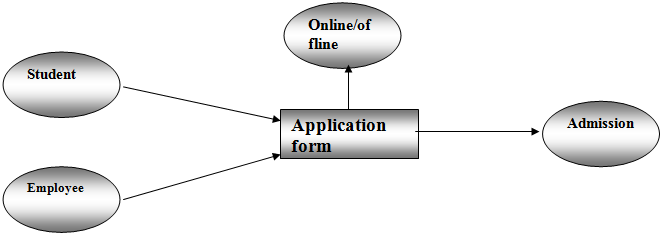 Online/of
fline
Student
Application
form
Admission
Employee